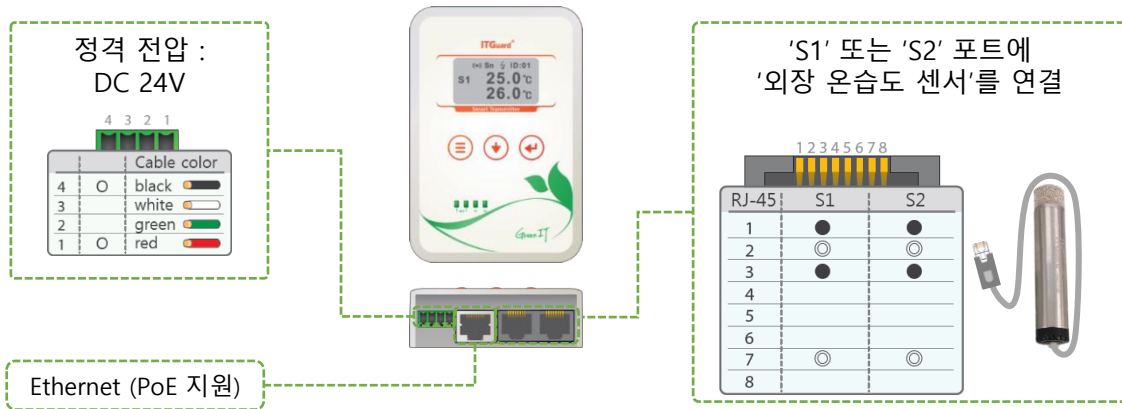 정격 전압 :
DC 24V
4 3 2 1
Cable color
4 O black
3 white
2 green
1 O red
Ethernet (PoE 지원)
ITGuard
Sn ID:01
S1 25.0℃
26.0℃
Smart Transmitter
Green IT
'S1' 또는 'S2' 포트에
'외장 온습도 센서'를 연결
1 2 3 4 5 6 7 8
RJ-45 S1 S2
1 ● ●
2 ◎ ◎
3 ● ●
4
5
6
7 ◎ ◎
8